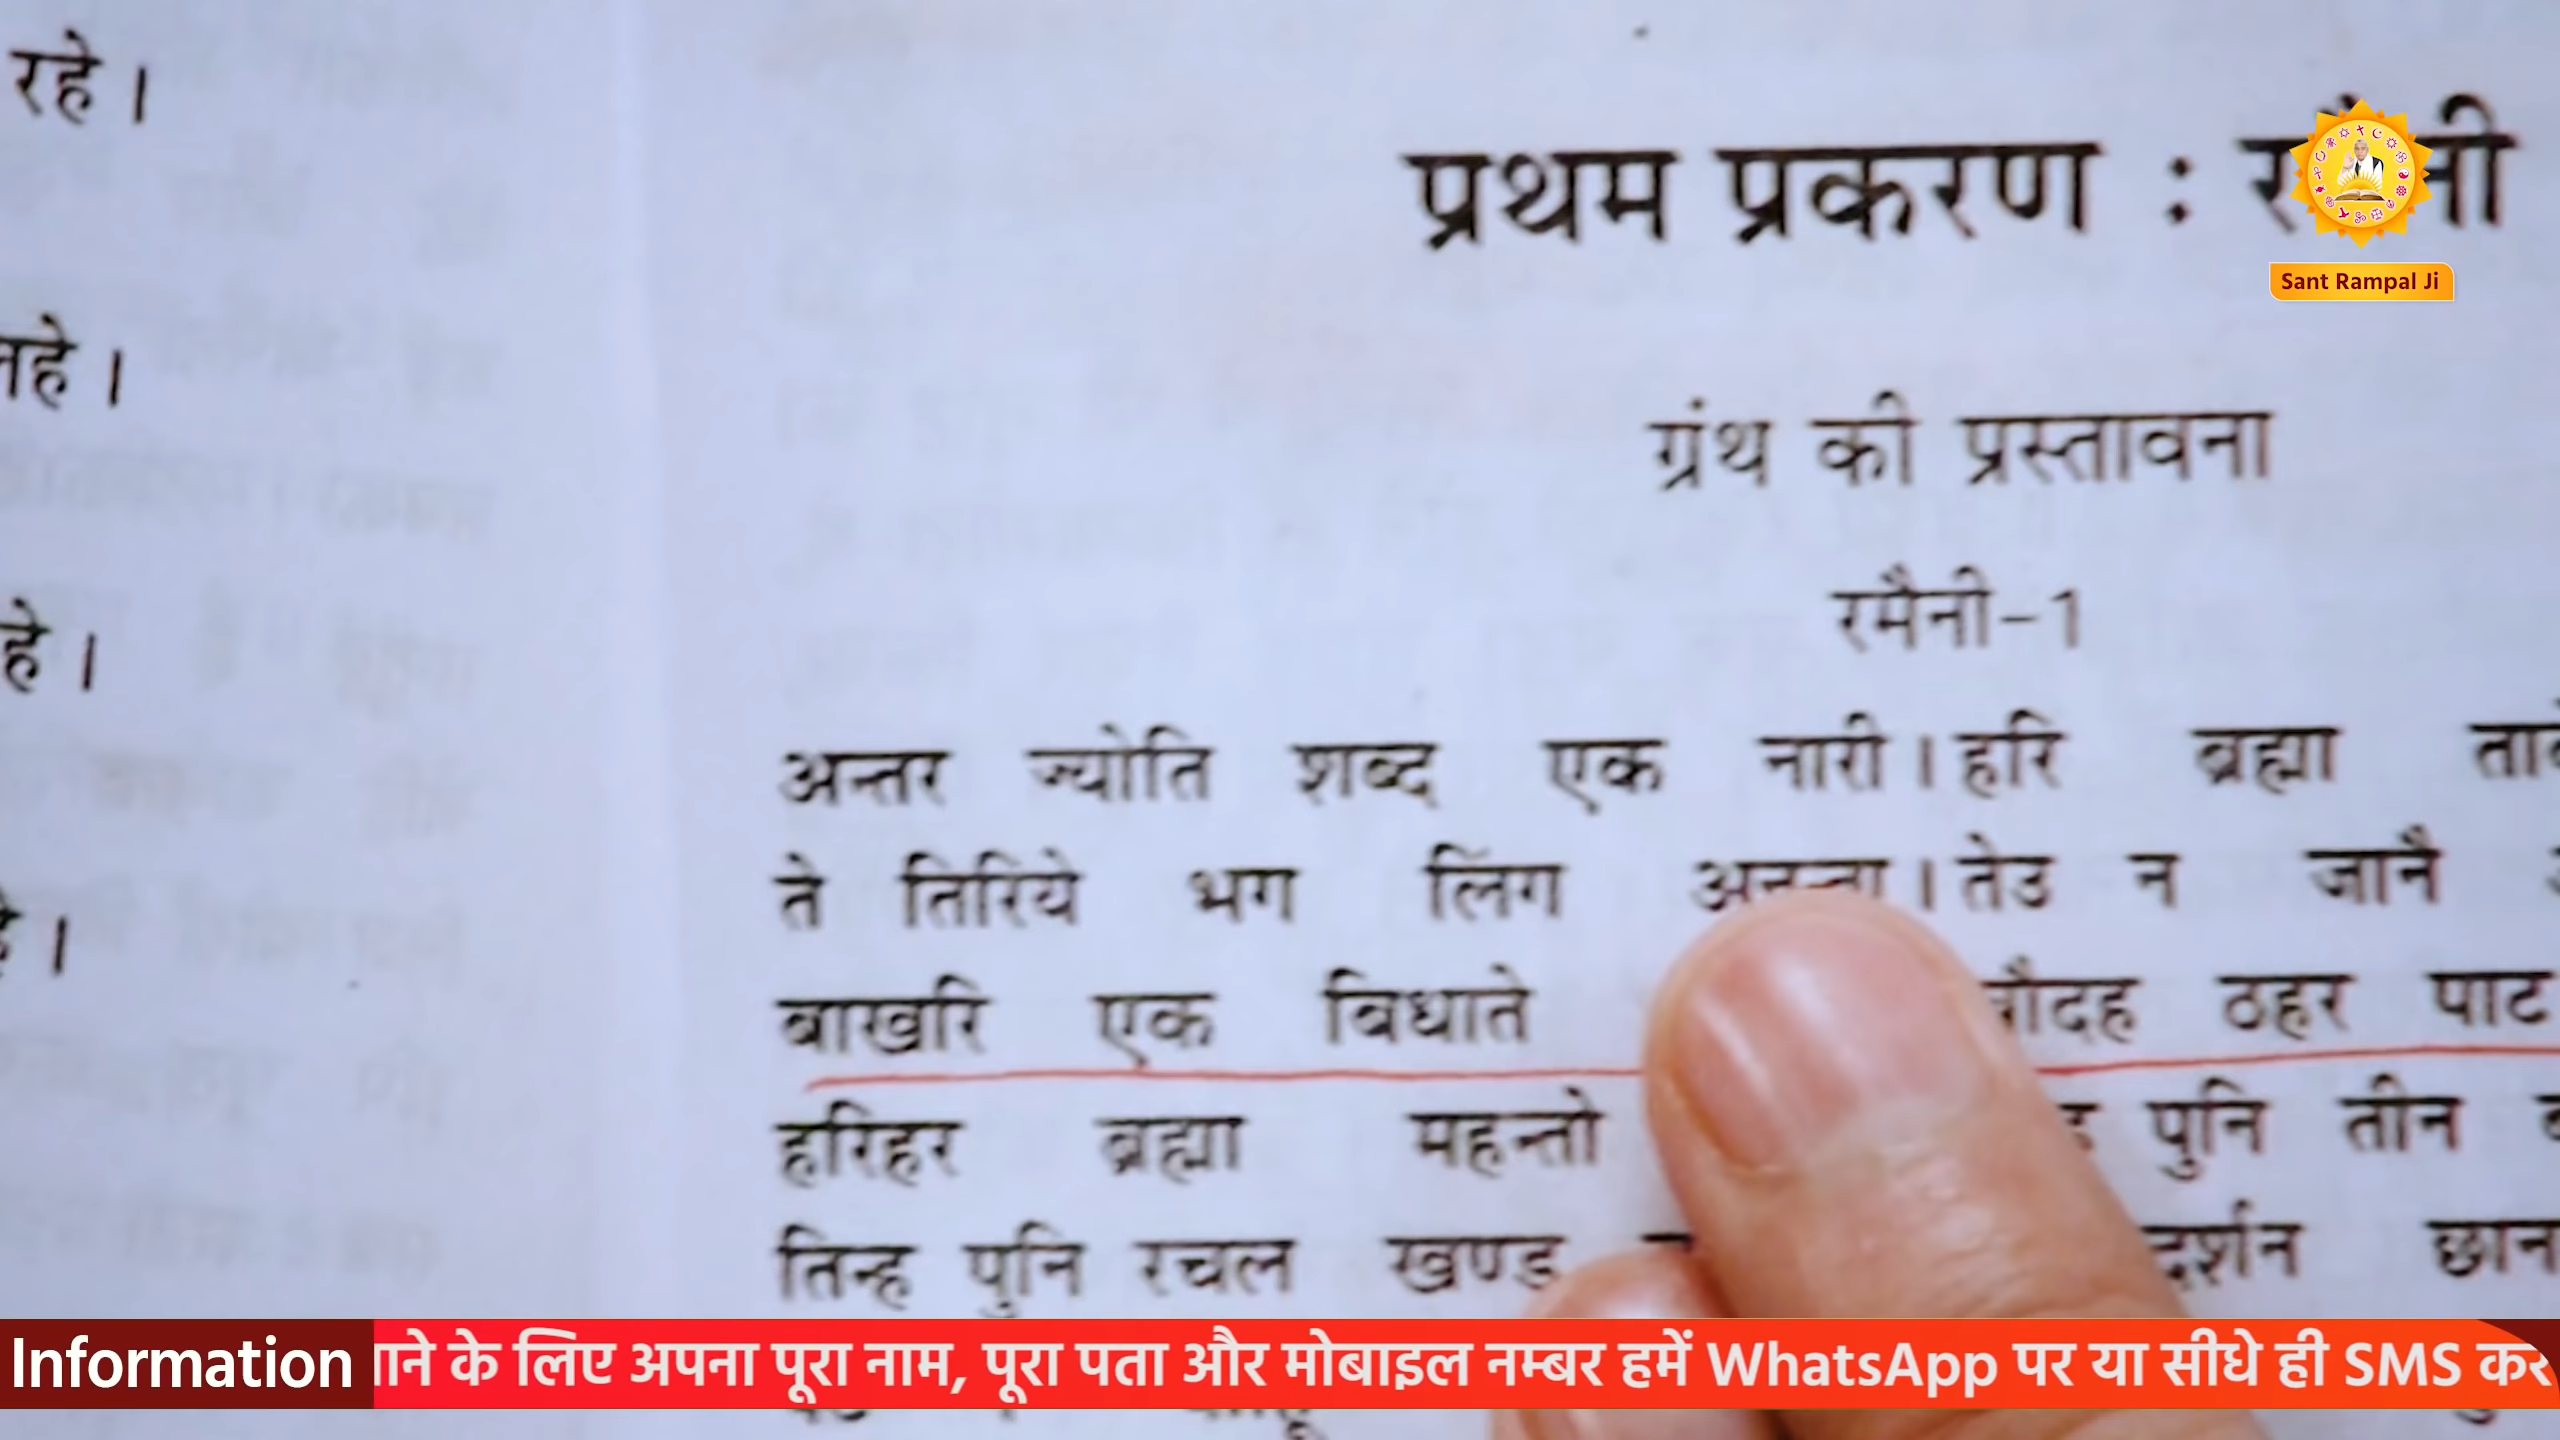 रहे।
प्रथम प्रकरण :
Sant Rampal Ji
ग्रंथ की प्रस्तावना
हे।
रमैनी-1
अन्तर ज्योति शब्द एक नारी। हरि ब्रह्मा
ते तिरिये भग लिंग अनन्ता। तेउ न जानै
बाखरि एक बिधाते ठहर पाट
हरिहर ब्रह्मा महन्तो पुनि तीन
तिन्ह पुनि रचल खण्ड दर्शन
Information के लिए अपना पूरा नाम, पूरा पता और मोबाइल नम्बर हमें WhatsApp पर या सीधे ही SMS कर